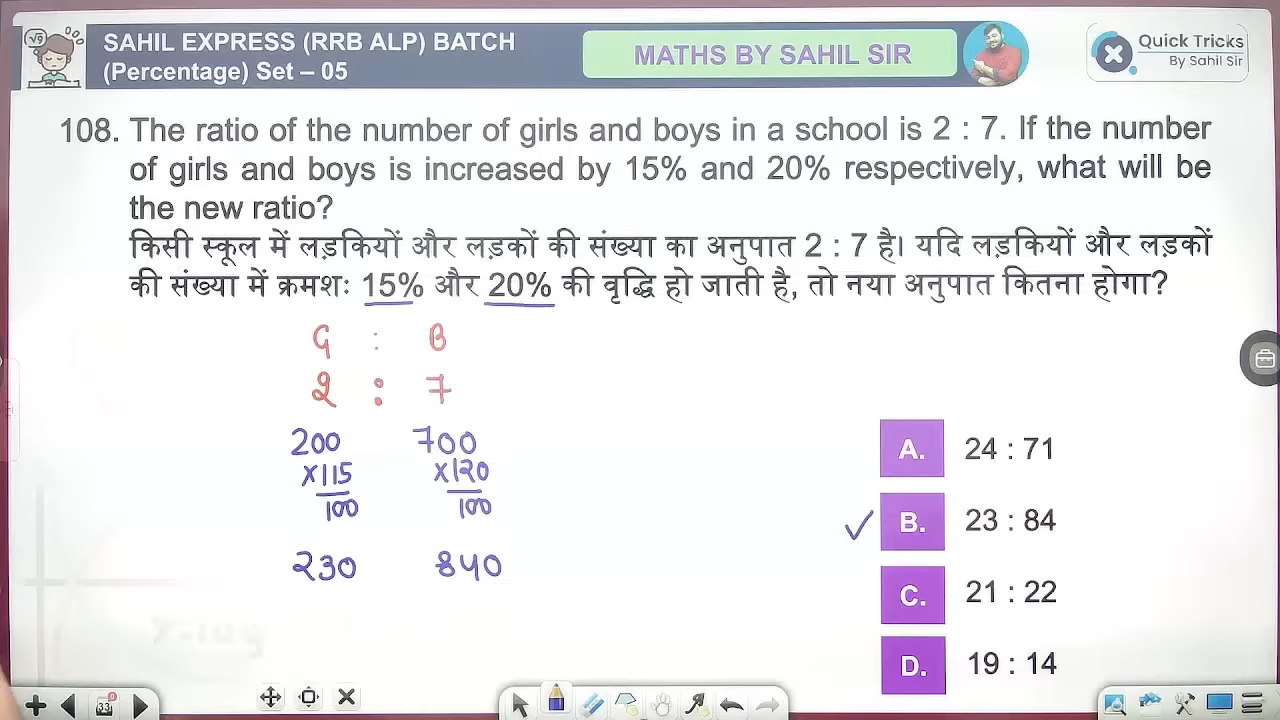 SAHIL EXPRESS (RRB ALP) BATCH
(Percentage) Set – 05
MATHS BY SAHIL SIR
Quick Tricks
By Sahil Sir
108. The ratio of the number of girls and boys in a school is 2 : 7. If the number
of girls and boys is increased by 15% and 20% respectively, what will be
the new ratio?
किसी स्कूल में लड़कियों और लड़कों की संख्या का अनुपात 2 : 7 है। यदि लड़कियों और लड़कों
की संख्या में क्रमशः 15% और 20% की वृद्धि हो जाती है, तो नया अनुपात कितना होगा?
G : B
2 : 7
200 700
×115 ×120
100 100
230 840
A. 24 : 71
B. 23 : 84
C. 21 : 22
D. 19 : 14
33